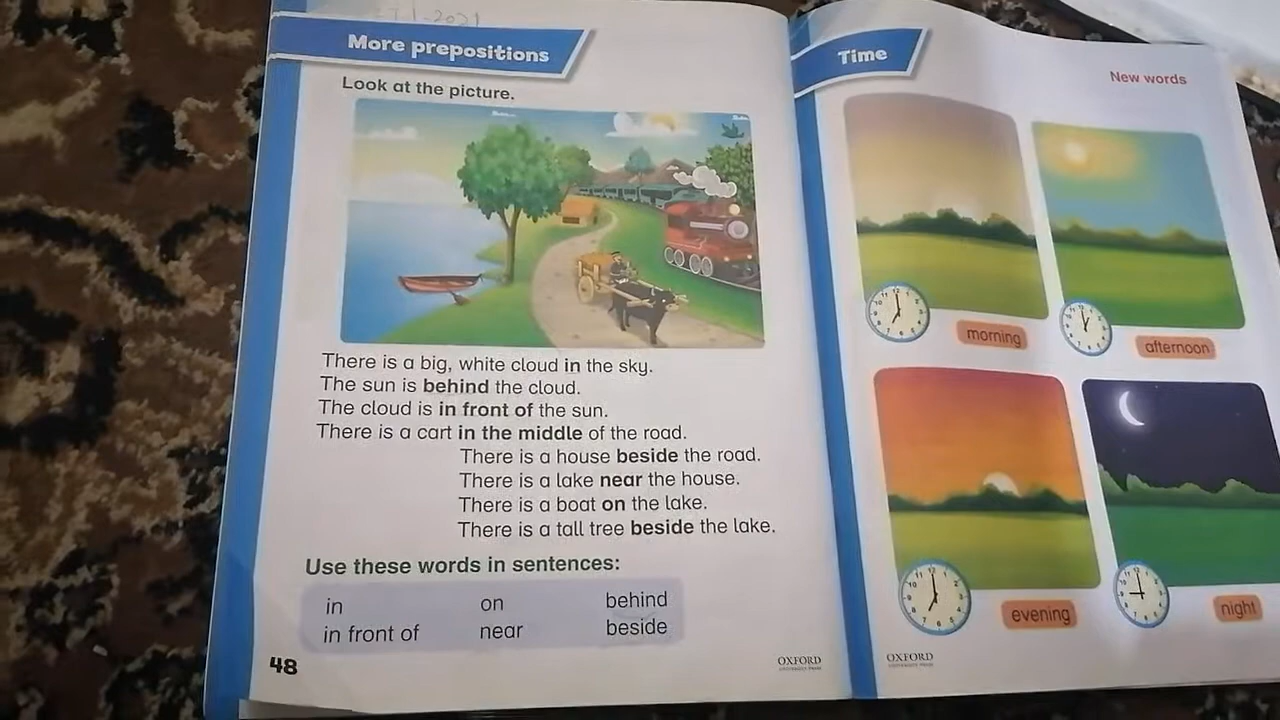 More prepositions
Look at the picture.
There is a big, white cloud in the sky.
The sun is behind the cloud.
The cloud is in front of the sun.
There is a cart in the middle of the road.
There is a house beside the road.
There is a lake near the house.
There is a boat on the lake.
There is a tall tree beside the lake.
Use these words in sentences:
in on behind
in front of near beside
48
OXFORD
UNIVERSITY PRESS
Time
New words
morning
afternoon
evening
night
OXFORD
UNIVERSITY PRESS